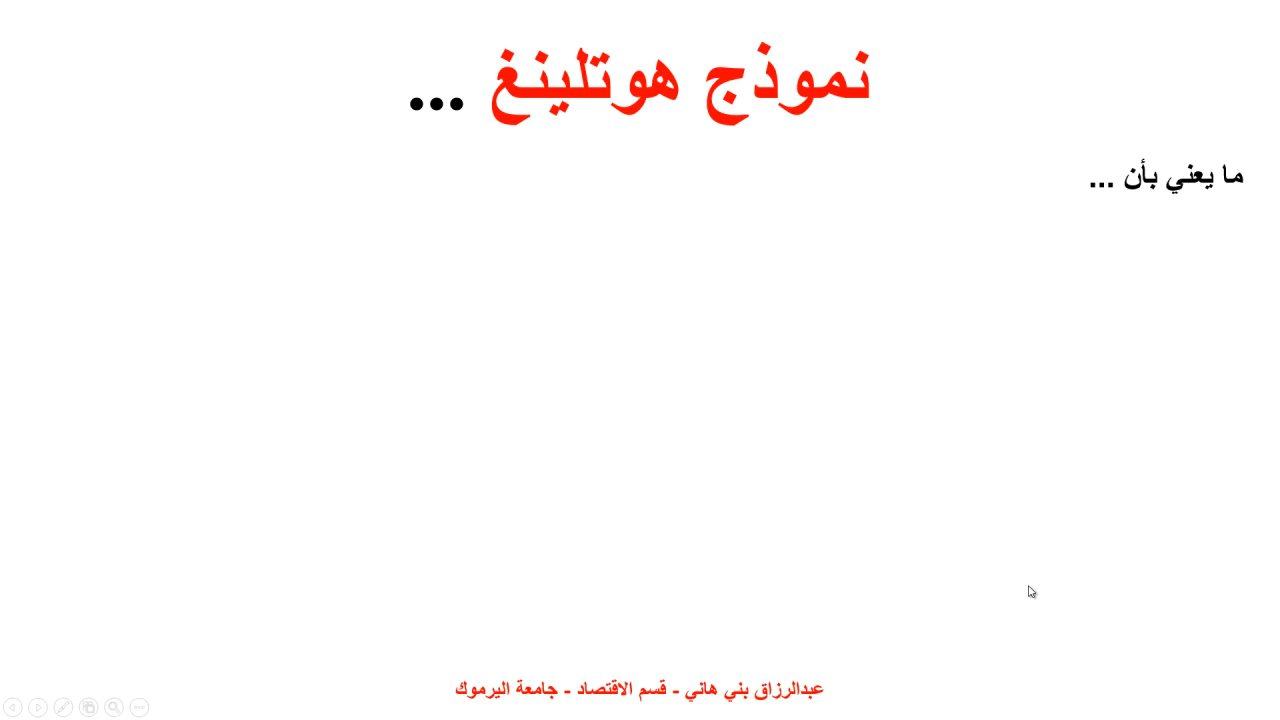 نموذج هوتلينغ ...
ما يعني بأن ...
عبدالرزاق بني هاني - قسم الاقتصاد - جامعة اليرموك